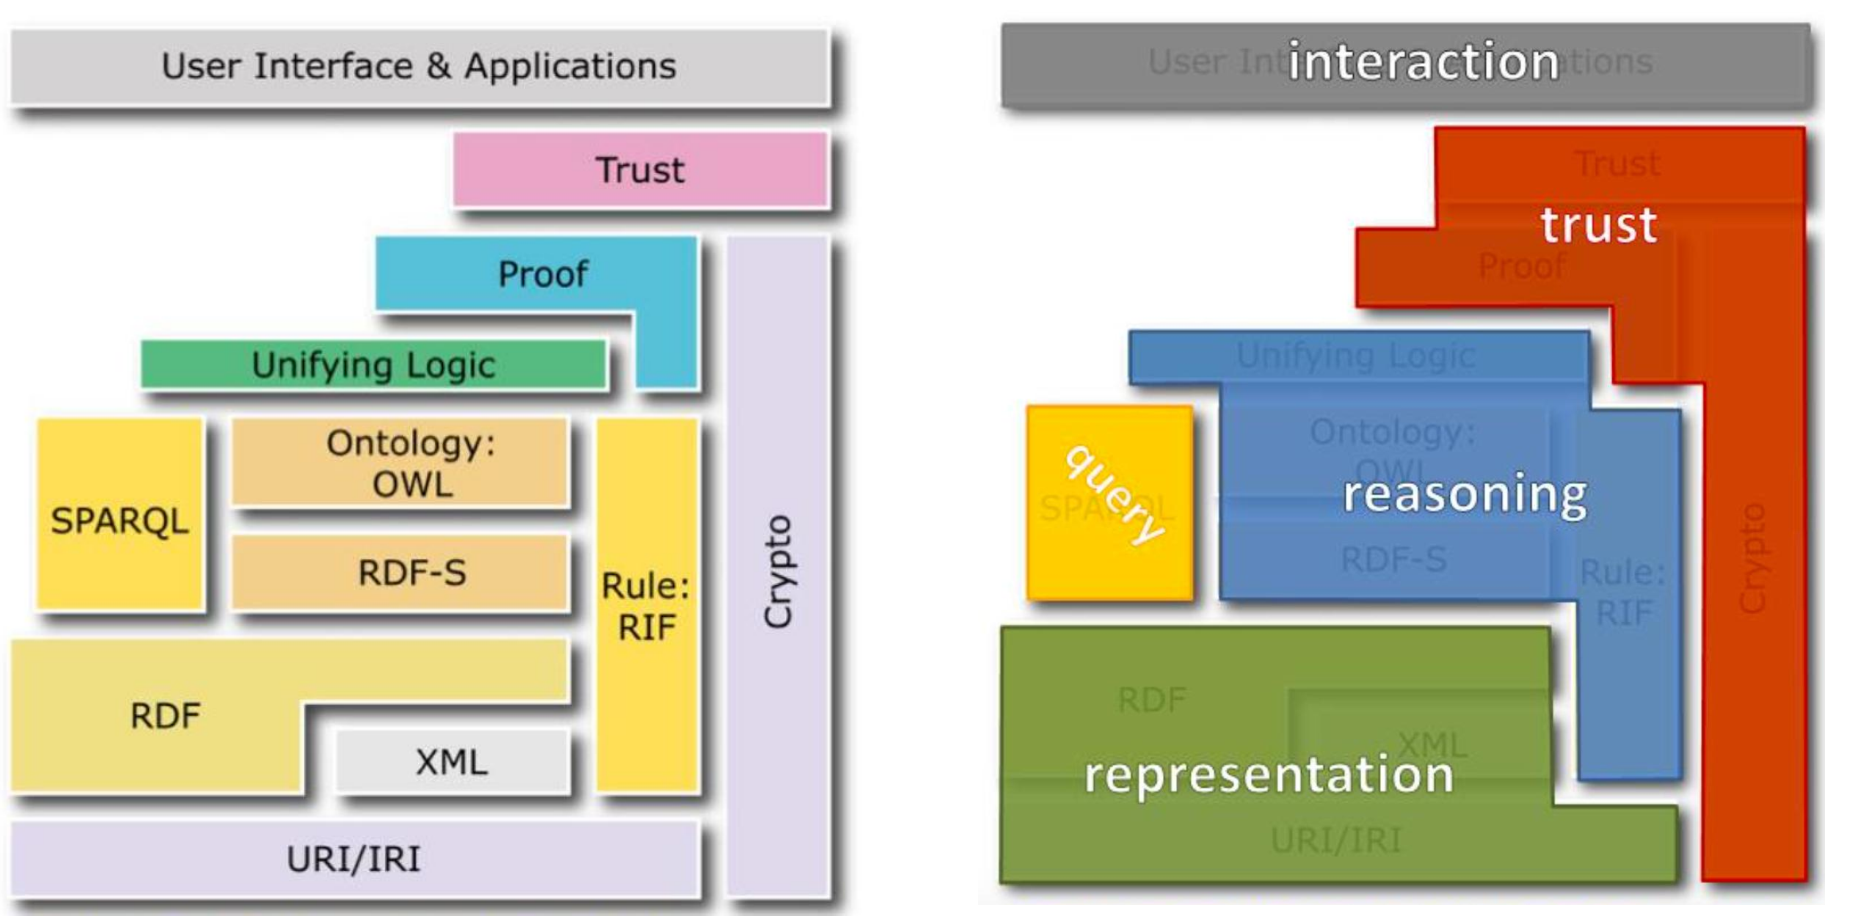 User Interface & Applications
Trust
Proof
Unifying Logic
Ontology:
OWL
SPARQL
RDF-S
Rule:
RIF
Crypto
RDF
XML
URI/IRI
User Interface & Applications
interaction
Trust
trust
Proof
Unifying Logic
Ontology:
OWL
SPARQL
query
reasoning
RDF-S
Rule:
RIF
Crypto
RDF
XML
representation
URI/IRI